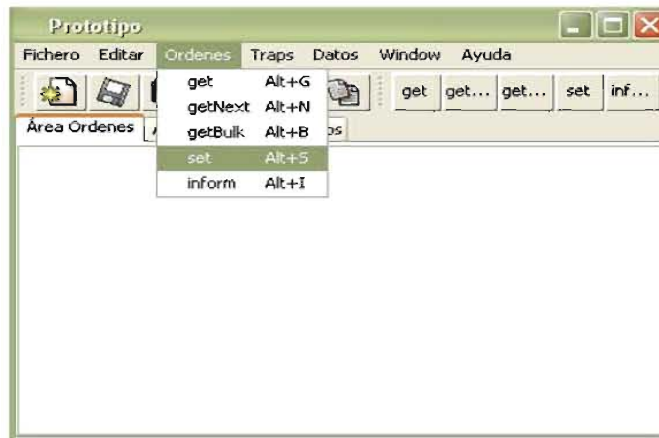 Prototipo
Fichero Editar Ordenes Traps Datos Window Ayuda
get Alt+G
getNext Alt+N
getBulk Alt+B
set Alt+S
inform Alt+I
get get... get... set inf...
Área Ordenes